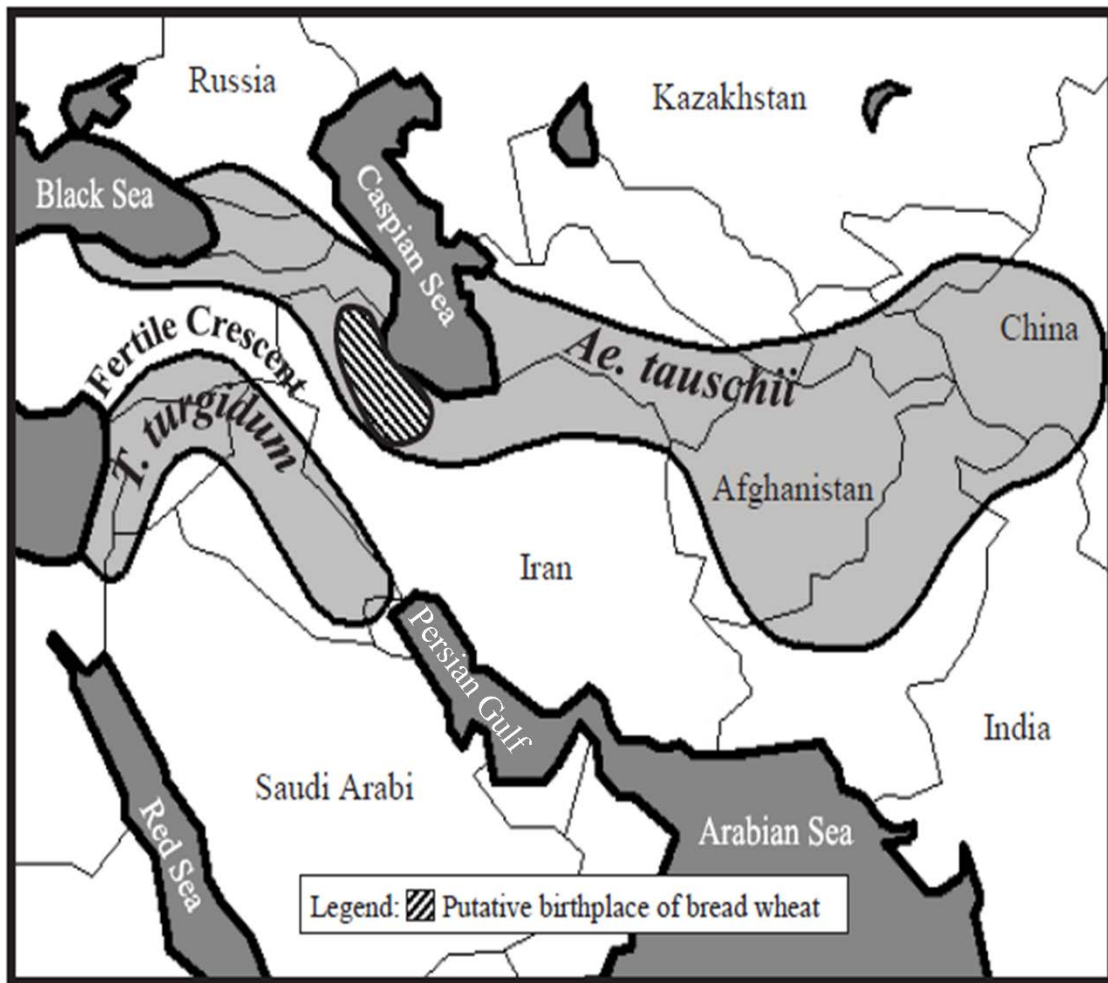 Russia
Kazakhstan
Black Sea
Caspian Sea
China
Fertile Crescent
Ae. tauschii
T. turgidum
Afghanistan
Iran
Persian Gulf
India
Saudi Arabi
Red Sea
Arabian Sea
Legend: Putative birthplace of bread wheat